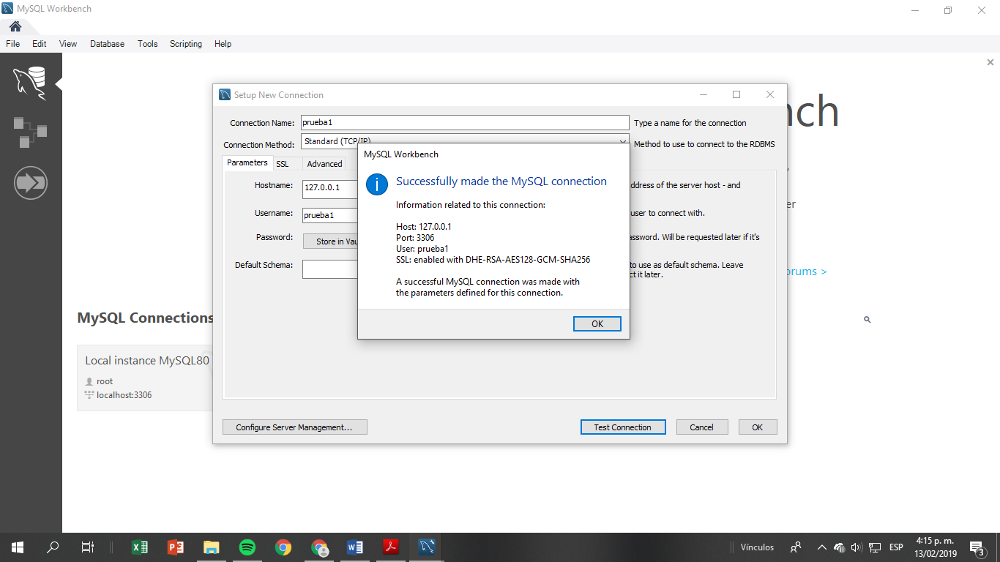 MySQL Workbench
File Edit View Database Tools Scripting Help
nch
Setup New Connection
Connection Name: prueba1 Type a name for the connection
Connection Method: Standard (TCP/IP) Method to use to connect to the RDBMS
Parameters SSL Advanced
Hostname: 127.0.0.1 address of the server host - and
Username: prueba1 user to connect with.
Password: Store in Vau password. Will be requested later if it's
Default Schema: to use as default schema. Leave
ct it later.
MySQL Workbench
Successfully made the MySQL connection
Information related to this connection:
Host: 127.0.0.1
Port: 3306
User: prueba1
SSL: enabled with DHE-RSA-AES128-GCM-SHA256
A successful MySQL connection was made with
the parameters defined for this connection.
OK
Configure Server Management... Test Connection Cancel OK
er
orums >
MySQL Connections
Local instance MySQL80
root
localhost:3306
Vínculos ESP 4:15 p. m.
13/02/2019
3